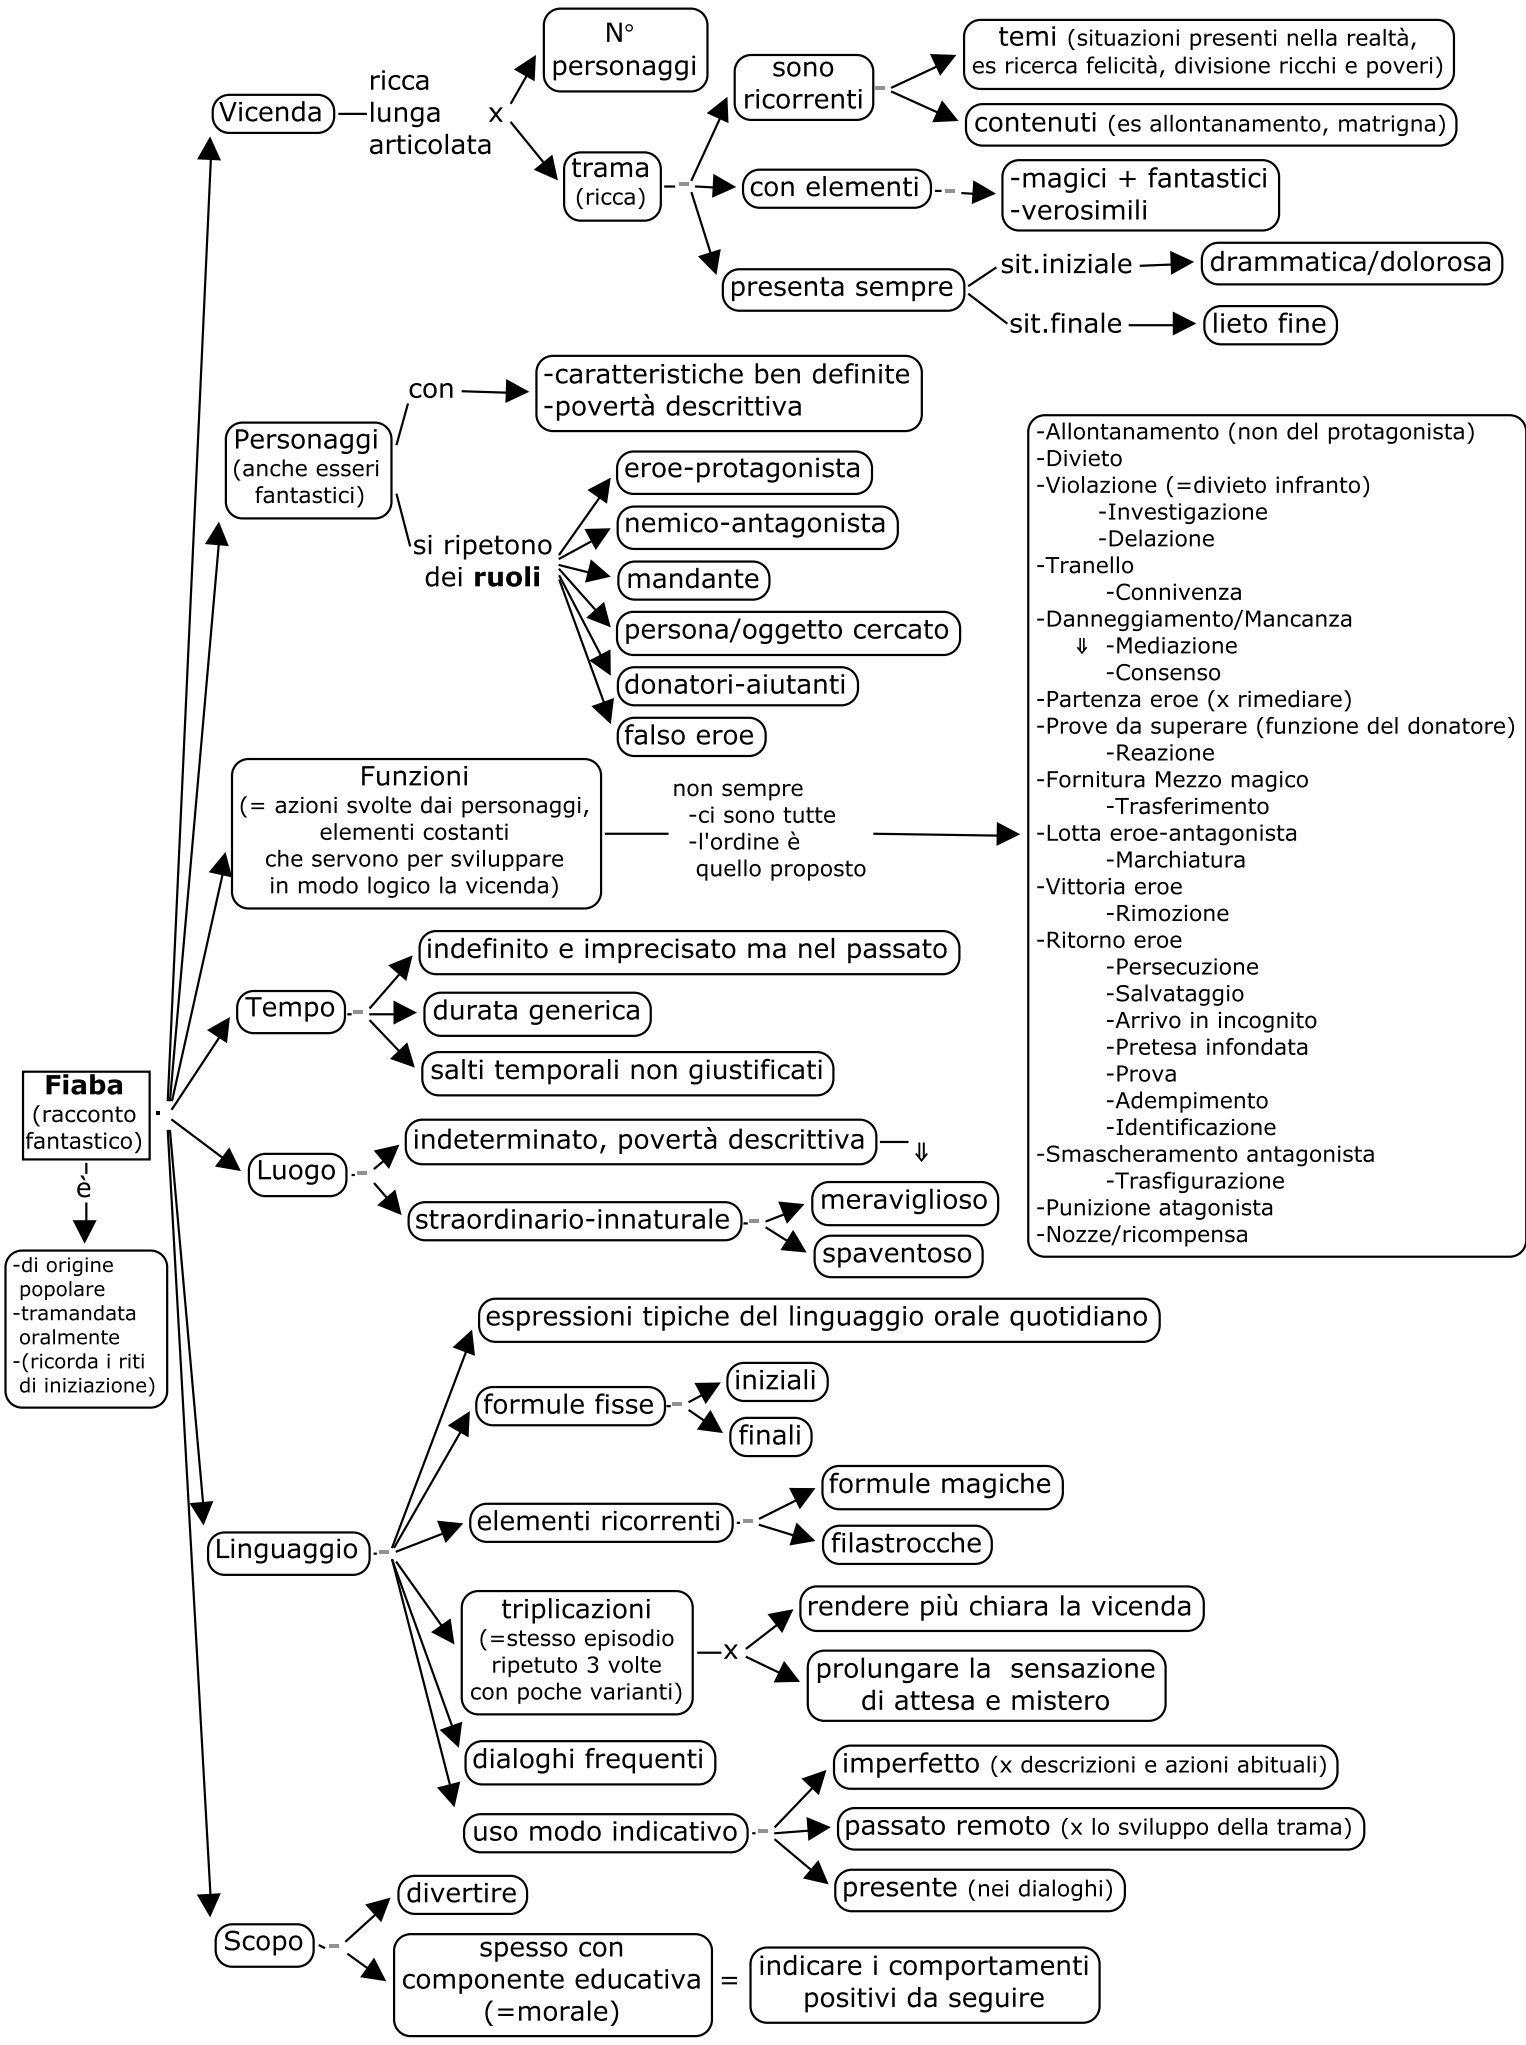 N°
personaggi
sono
ricorrenti
temi (situazioni presenti nella realtà,
es ricerca felicità, divisione ricchi e poveri)
contenuti (es allontanamento, matrigna)
Vicenda
ricca
lunga
articolata
x
trama
(ricca)
con elementi
-magici + fantastici
-verosimili
presenta sempre
sit.iniziale
drammatica/dolorosa
sit.finale
lieto fine
Personaggi
(anche esseri
fantastici)
con
-caratteristiche ben definite
-povertà descrittiva
si ripetono
dei ruoli
eroe-protagonista
nemico-antagonista
mandante
persona/oggetto cercato
donatori-aiutanti
falso eroe
Funzioni
(= azioni svolte dai personaggi,
elementi costanti
che servono per sviluppare
in modo logico la vicenda)
non sempre
-ci sono tutte
-l'ordine è
quello proposto
-Allontanamento (non del protagonista)
-Divieto
-Violazione (=divieto infranto)
-Investigazione
-Delazione
-Tranello
-Connivenza
-Danneggiamento/Mancanza
⇓ -Mediazione
-Consenso
-Partenza eroe (x rimediare)
-Prove da superare (funzione del donatore)
-Reazione
-Fornitura Mezzo magico
-Trasferimento
-Lotta eroe-antagonista
-Marchiatura
-Vittoria eroe
-Rimozione
-Ritorno eroe
-Persecuzione
-Salvataggio
-Arrivo in incognito
-Pretesa infondata
-Prova
-Adempimento
-Identificazione
-Smascheramento antagonista
-Trasfigurazione
-Punizione atagonista
-Nozze/ricompensa
Tempo
indefinito e imprecisato ma nel passato
durata generica
salti temporali non giustificati
Fiaba
(racconto
fantastico)
è
-di origine
popolare
-tramandata
oralmente
-(ricorda i riti
di iniziazione)
Luogo
indeterminato, povertà descrittiva
⇓
straordinario-innaturale
meraviglioso
spaventoso
Linguaggio
espressioni tipiche del linguaggio orale quotidiano
formule fisse
iniziali
finali
elementi ricorrenti
formule magiche
filastrocche
triplicazioni
(=stesso episodio
ripetuto 3 volte
con poche varianti)
x
rendere più chiara la vicenda
prolungare la sensazione
di attesa e mistero
dialoghi frequenti
uso modo indicativo
imperfetto (x descrizioni e azioni abituali)
passato remoto (x lo sviluppo della trama)
presente (nei dialoghi)
Scopo
divertire
spesso con
componente educativa
(=morale)
=
indicare i comportamenti
positivi da seguire